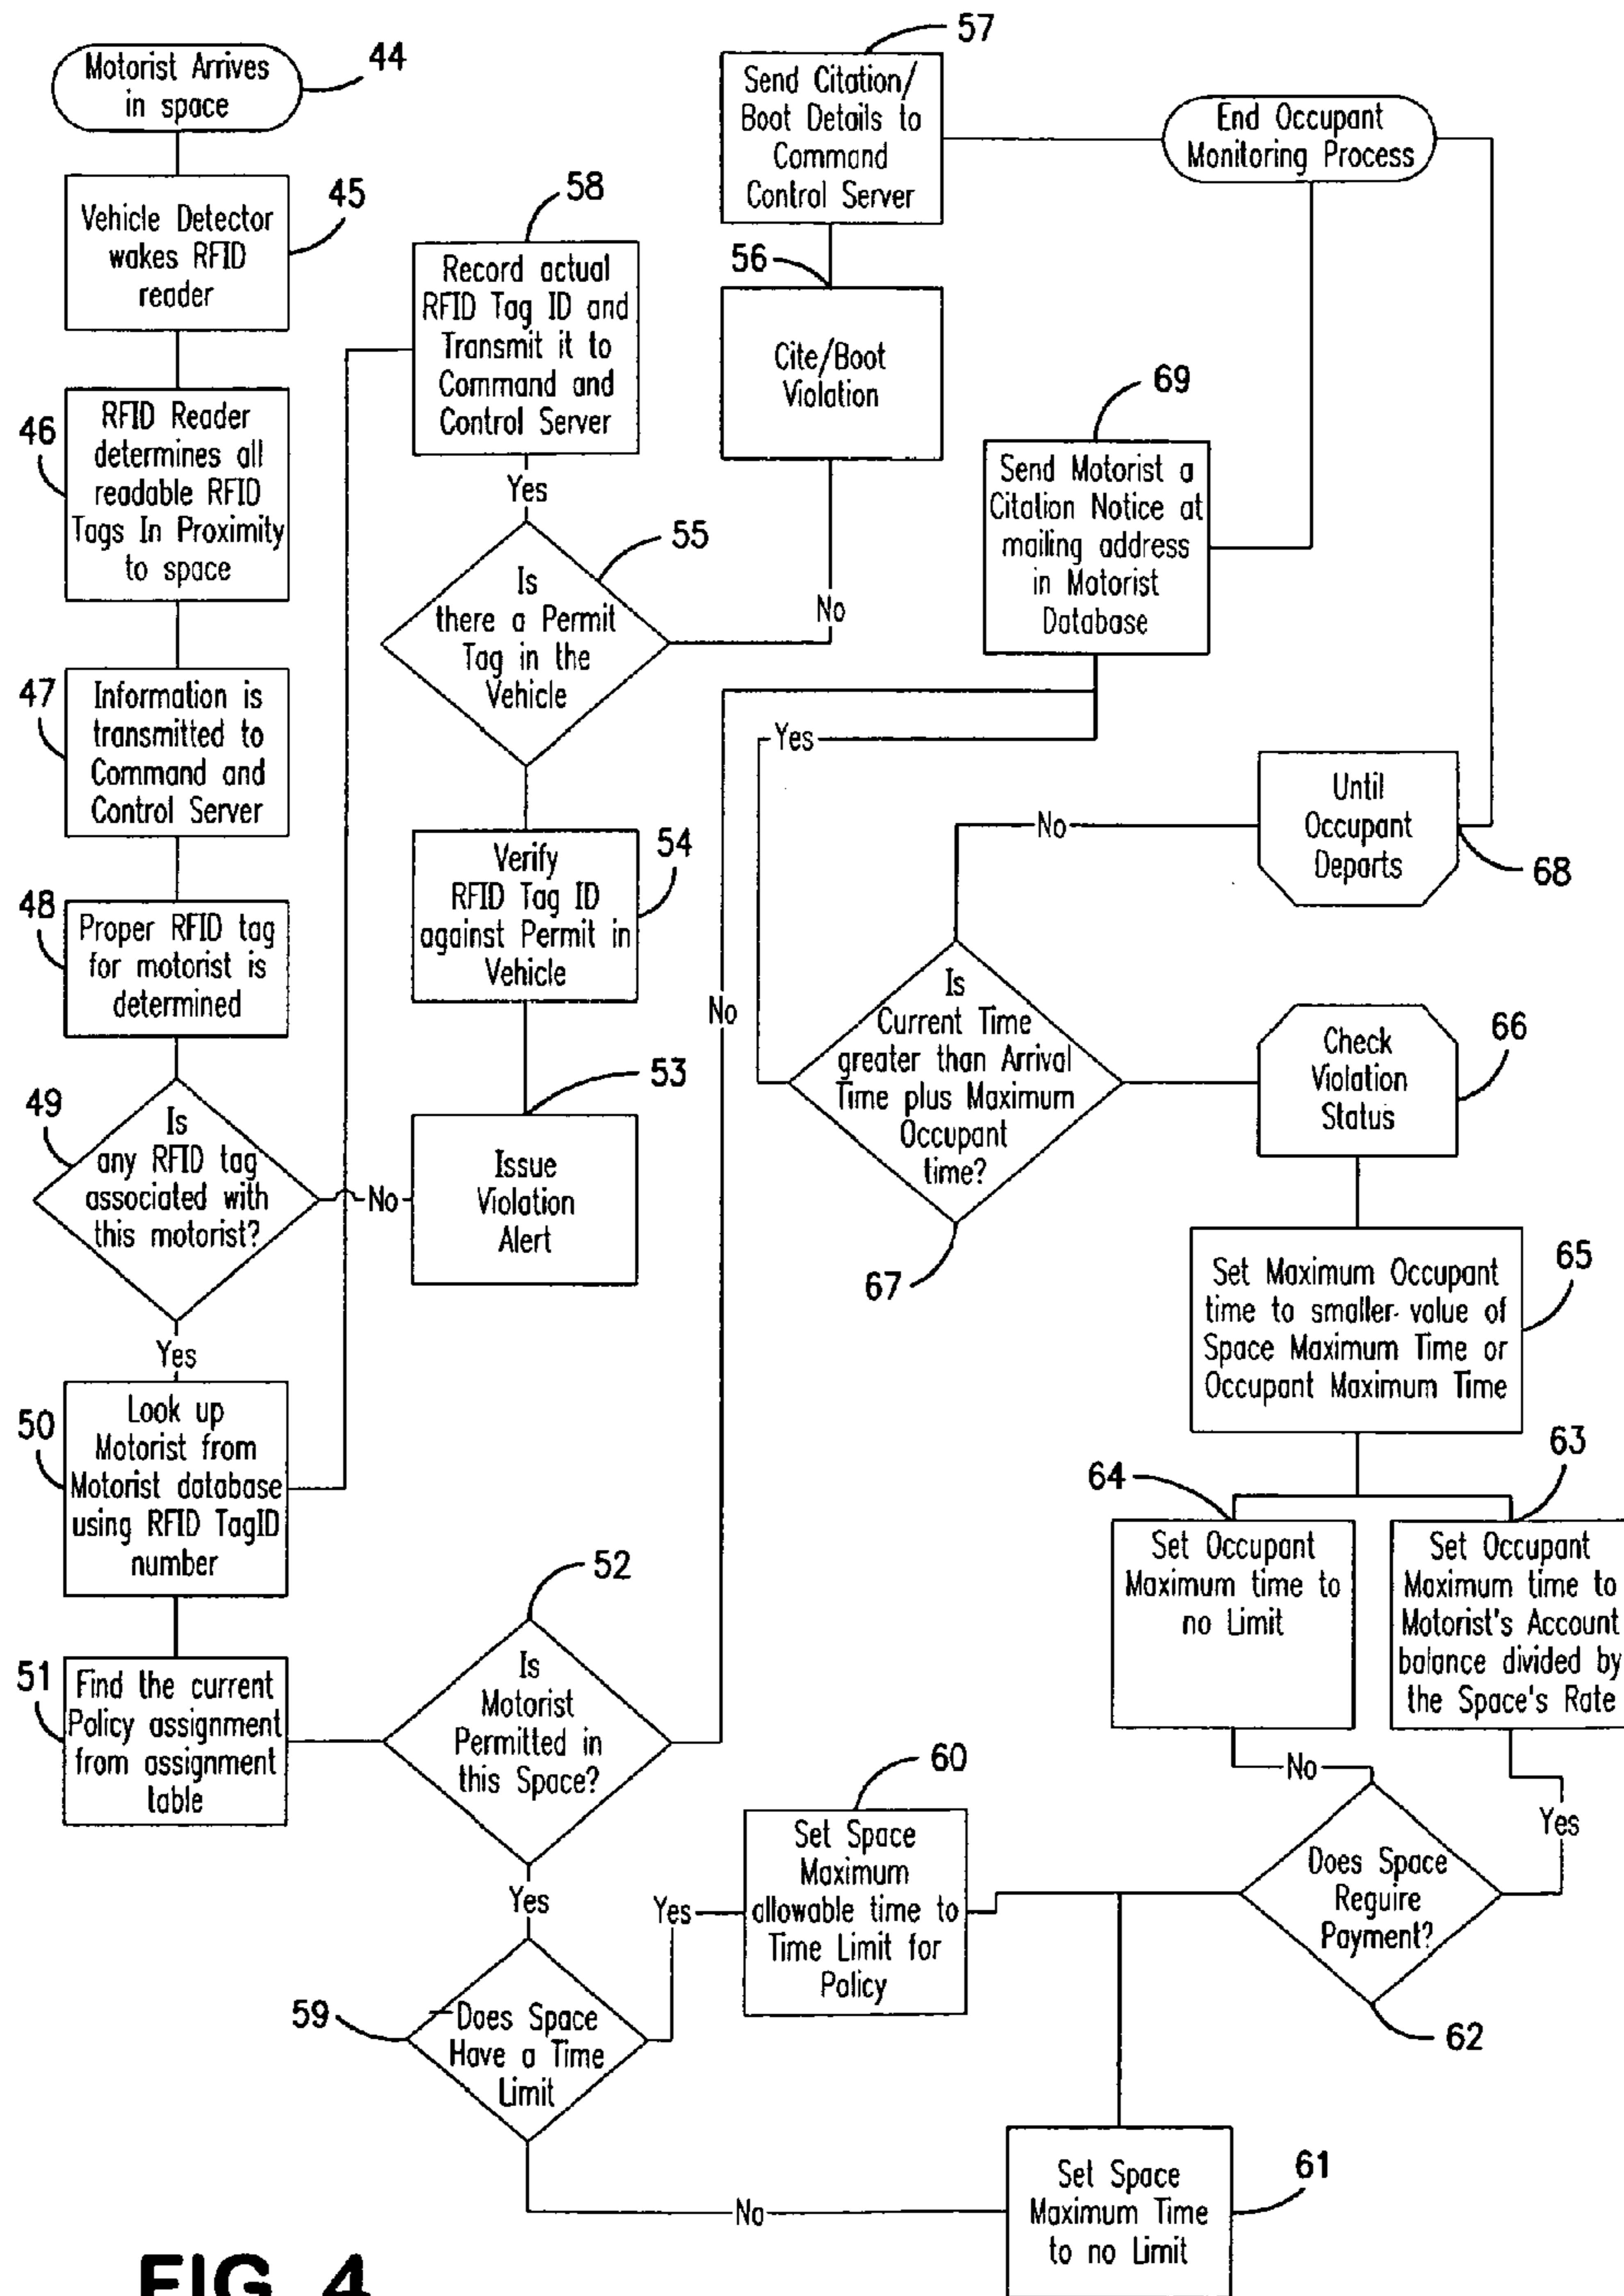 Motorist Arrives
in space
44
Vehicle Detector
wakes RFID
reader
45
RFID Reader
determines all
readable RFID
Tags In Proximity
to space
46
Information is
transmitted to
Command and
Control Server
47
Proper RFID tag
for motorist is
determined
48
Is
any RFID tag
associated with
this motorist?
49
No
Yes
Look up
Motorist from
Motorist database
using RFID TagID
number
50
Find the current
Policy assignment
from assignment
table
51
Is
Motorist
Permitted in
this Space?
52
No
Yes
Issue
Violation
Alert
53
Verify
RFID Tag ID
against Permit in
Vehicle
54
Is
there a Permit
Tag in the
Vehicle
55
Yes
No
Cite/Boot
Violation
56
Send Citation/
Boot Details to
Command
Control Server
57
Record actual
RFID Tag ID and
Transmit it to
Command and
Control Server
58
End Occupant
Monitoring Process
Does Space
Have a Time
Limit
59
Yes
No
Set Space
Maximum
allowable time to
Time Limit for
Policy
60
Set Space
Maximum Time
to no Limit
61
Does Space
Require
Payment?
62
No
Yes
Set Occupant
Maximum time to
Motorist's Account
balance divided by
the Space's Rate
63
Set Occupant
Maximum time to
no Limit
64
Set Maximum Occupant
time to smaller value of
Space Maximum Time or
Occupant Maximum Time
65
Check
Violation
Status
66
Is
Current Time
greater than Arrival
Time plus Maximum
Occupant
time?
67
Yes
No
Until
Occupant
Departs
68
Send Motorist a
Citation Notice at
mailing address
in Motorist
Database
69
FIG. 4